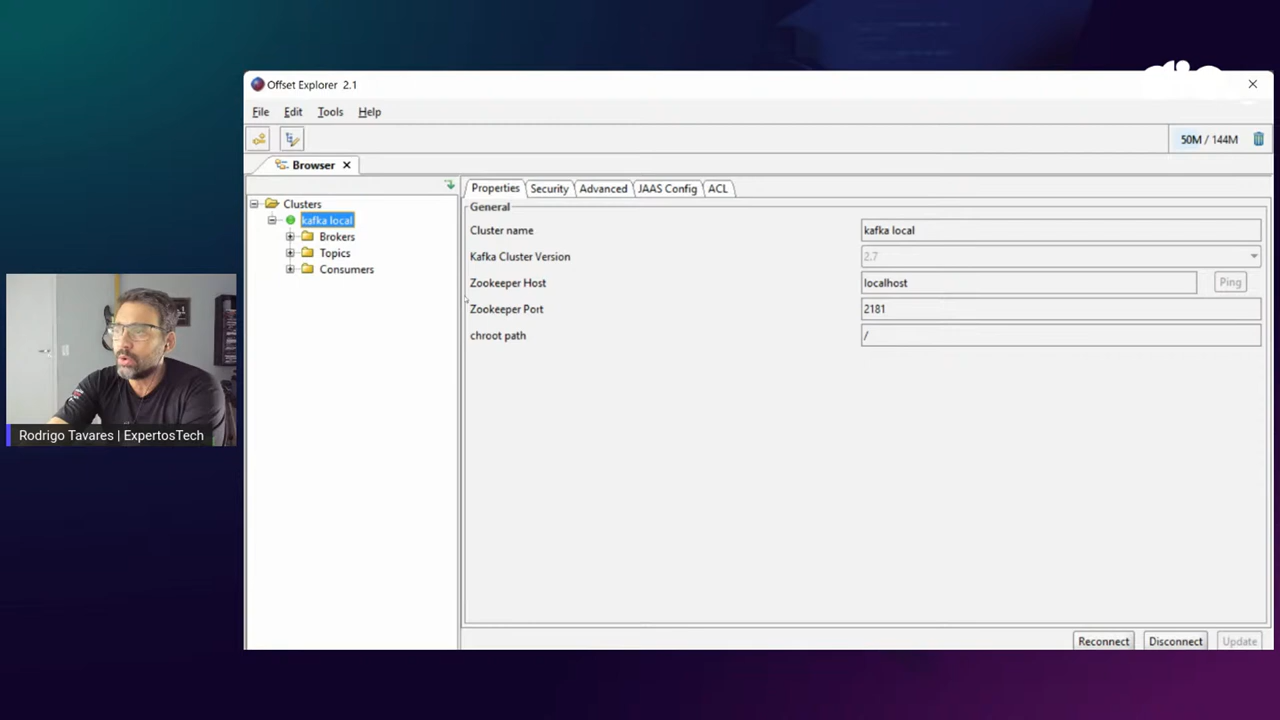 dio
Offset Explorer 2.1
File Edit Tools Help
50M / 144M
Browser
Properties Security Advanced JAAS Config ACL
Clusters
kafka local
Brokers
Topics
Consumers
General
Cluster name kafka local
Kafka Cluster Version 2.7
Zookeeper Host localhost Ping
Zookeeper Port 2181
chroot path /
Rodrigo Tavares | ExpertosTech
Reconnect Disconnect Update